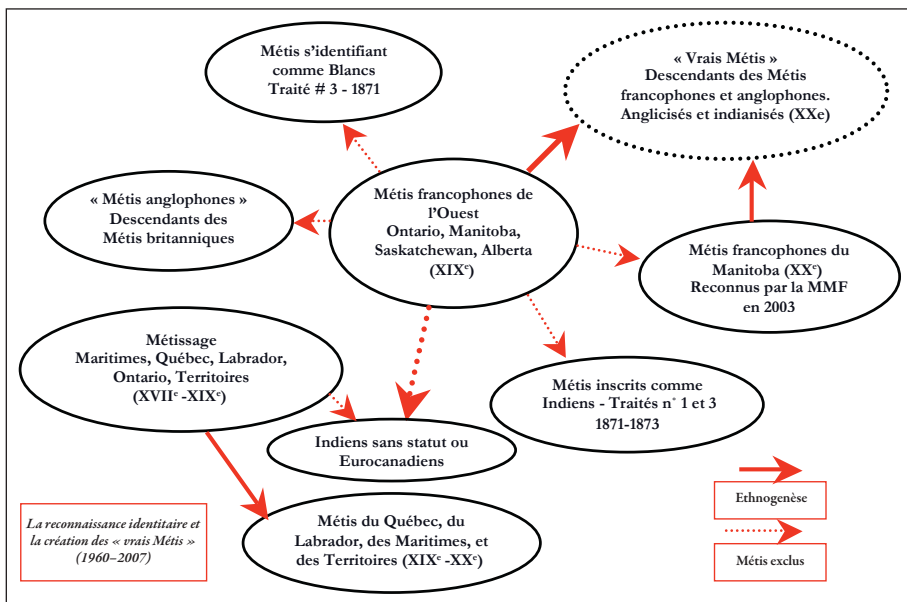 Métis s’identifiant
comme Blancs
Traité # 3 - 1871
« Vrais Métis »
Descendants des Métis
francophones et anglophones.
Anglicisés et indianisés (XXe)
« Métis anglophones »
Descendants des
Métis britanniques
Métis francophones de
l’Ouest
Ontario, Manitoba,
Saskatchewan, Alberta
(XIXᵉ)
Métis francophones du
Manitoba (XXᵉ)
Reconnus par la MMF
en 2003
Métissage
Maritimes, Québec, Labrador,
Ontario, Territoires
(XVIIᵉ -XIXᵉ)
Métis inscrits comme
Indiens - Traités n° 1 et 3
1871-1873
Indiens sans statut ou
Eurocanadiens
Métis du Québec, du
Labrador, des Maritimes, et
des Territoires (XIXᵉ -XXᵉ)
La reconnaissance identitaire et
la création des « vrais Métis »
(1960–2007)
Ethnogenèse
Métis exclus